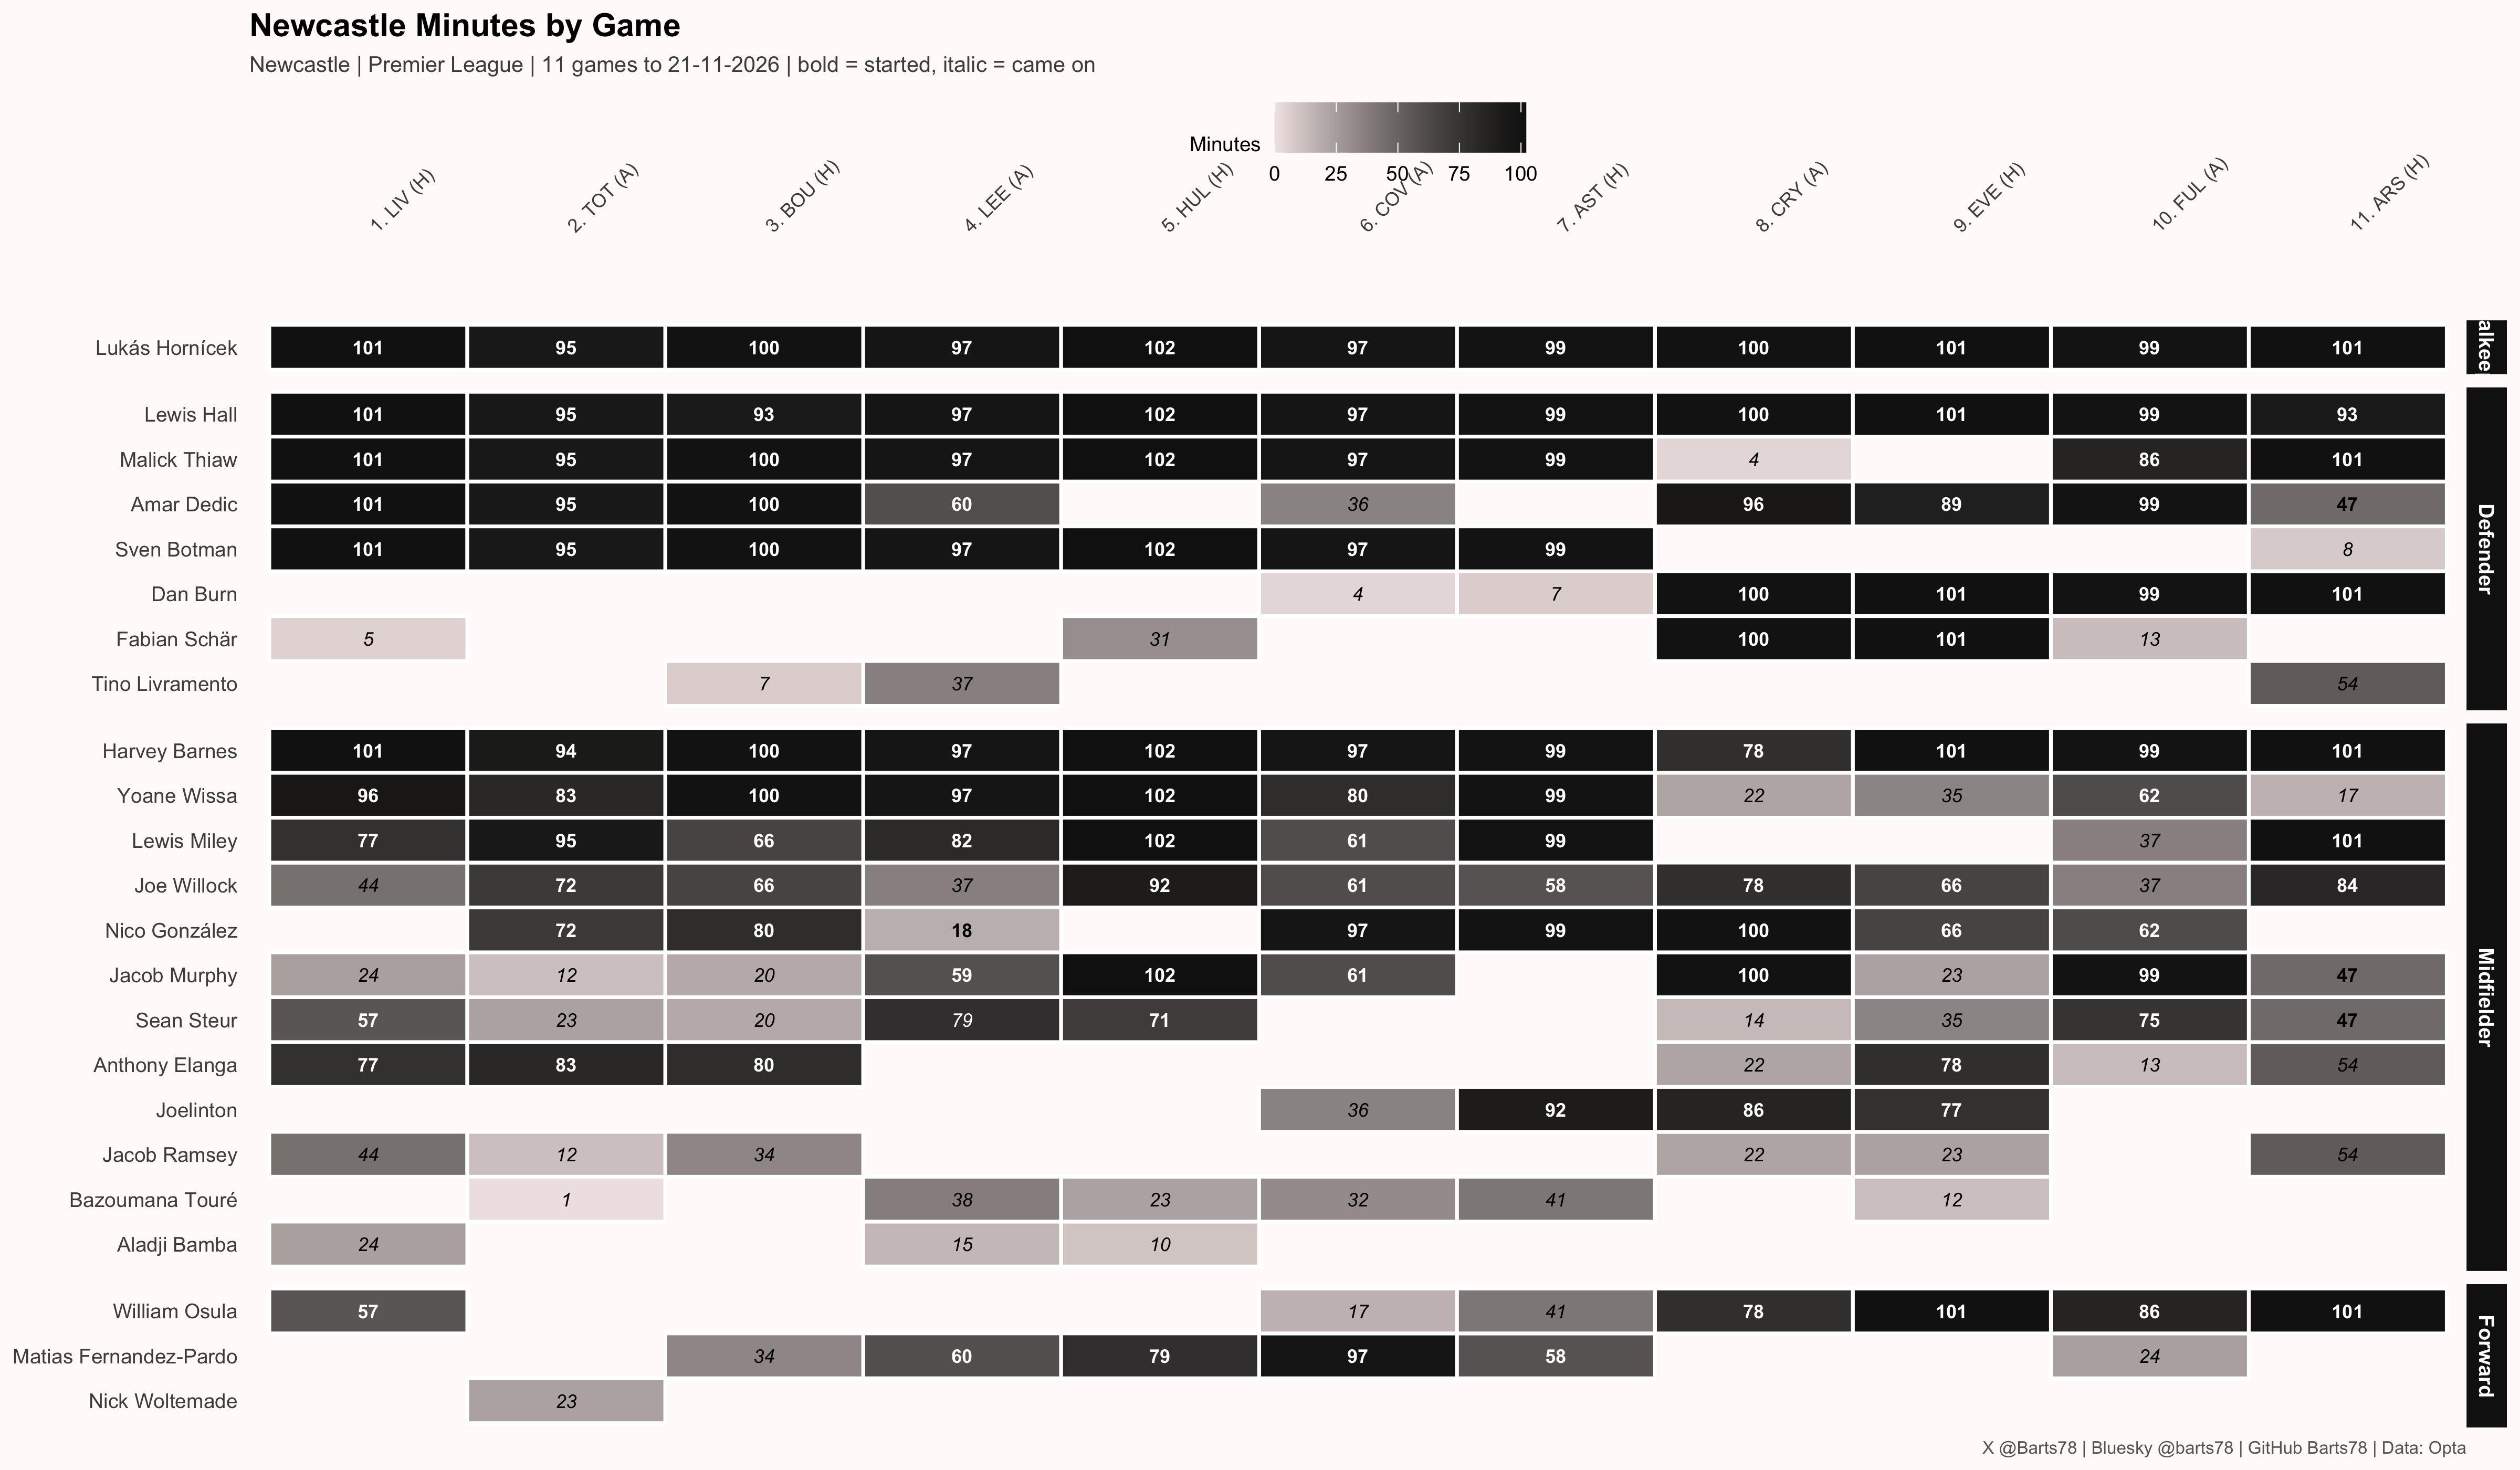 Newcastle Minutes by Game
Newcastle | Premier League | 11 games to 21-11-2026 | bold = started, italic = came on
Minutes
0 25 50 75 100
1. LIV (H) 2. TOT (A) 3. BOU (H) 4. LEE (A) 5. HUL (H) 6. COV (A) 7. AST (H) 8. CRY (A) 9. EVE (H) 10. FUL (A) 11. ARS (H)
Lukás Hornícek 101 95 100 97 102 97 99 100 101 99 101
alkee
Lewis Hall 101 95 93 97 102 97 99 100 101 99 93
Malick Thiaw 101 95 100 97 102 97 99 4 86 101
Amar Dedic 101 95 100 60 36 96 89 99 47
Sven Botman 101 95 100 97 102 97 99 8
Dan Burn 4 7 100 101 99 101
Fabian Schär 5 31 100 101 13
Tino Livramento 7 37 54
Defender
Harvey Barnes 101 94 100 97 102 97 99 78 101 99 101
Yoane Wissa 96 83 100 97 102 80 99 22 35 62 17
Lewis Miley 77 95 66 82 102 61 99 37 101
Joe Willock 44 72 66 37 92 61 58 78 66 37 84
Nico González 72 80 18 97 99 100 66 62
Jacob Murphy 24 12 20 59 102 61 100 23 99 47
Sean Steur 57 23 20 79 71 14 35 75 47
Anthony Elanga 77 83 80 22 78 13 54
Joelinton 36 92 86 77
Jacob Ramsey 44 12 34 22 23 54
Bazoumana Touré 1 38 23 32 41 12
Aladji Bamba 24 15 10
Midfielder
William Osula 57 17 41 78 101 86 101
Matias Fernandez-Pardo 34 60 79 97 58 24
Nick Woltemade 23
Forward
X @Barts78 | Bluesky @barts78 | GitHub Barts78 | Data: Opta